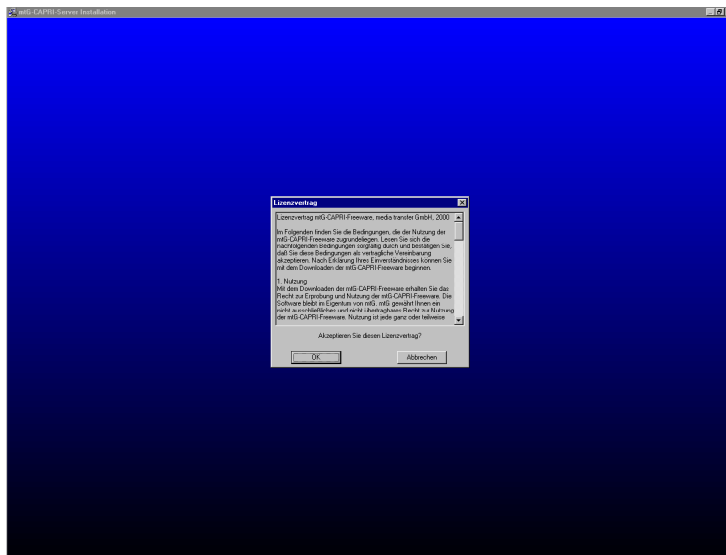 mtG-CAPRI-Server Installation
Lizenzvertrag
Lizenzvertrag mtG-CAPRI-Freeware, media transfer GmbH, 2000
Im Folgenden finden Sie die Bedingungen, die der Nutzung der
mtG-CAPRI-Freeware zugrundeliegen. Lesen Sie sich die
nachfolgenden Bedingungen sorgfältig durch und bestätigen Sie,
daß Sie diese Bedingungen als vertragliche Vereinbarung
akzeptieren. Nach Erklärung Ihres Einverständnisses können Sie
mit dem Downloaden der mtG-CAPRI-Freeware beginnen.
1. Nutzung
Mit dem Downloaden der mtG-CAPRI-Freeware erhalten Sie das
Recht zur Erprobung und Nutzung der mtG-CAPRI-Freeware. Die
Software bleibt im Eigentum von mtG. mtG gewährt Ihnen ein
nicht ausschließliches und nicht übertragbares Recht zur Nutzung
der mtG-CAPRI-Freeware. Nutzung ist jede ganz oder teilweise
Akzeptieren Sie diesen Lizenzvertrag?
OK
Abbrechen